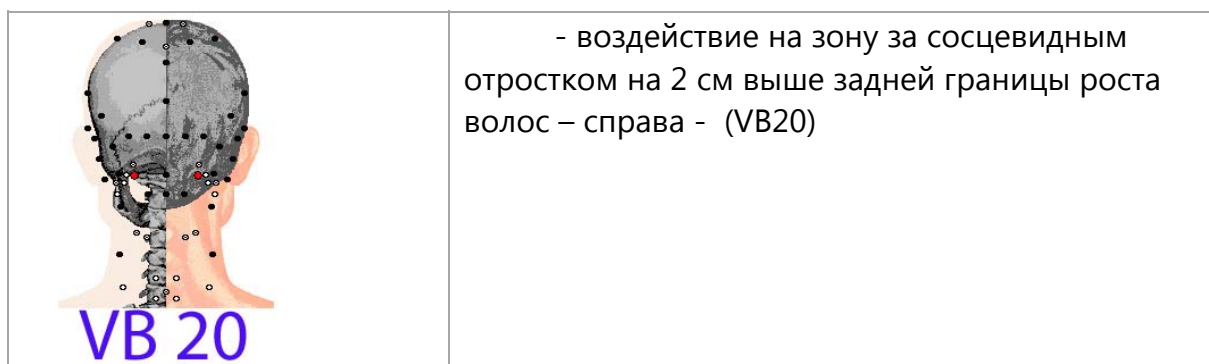 - воздействие на зону за сосцевидным
отростком на 2 см выше задней границы роста
волос – справа - (VB20)
VB 20